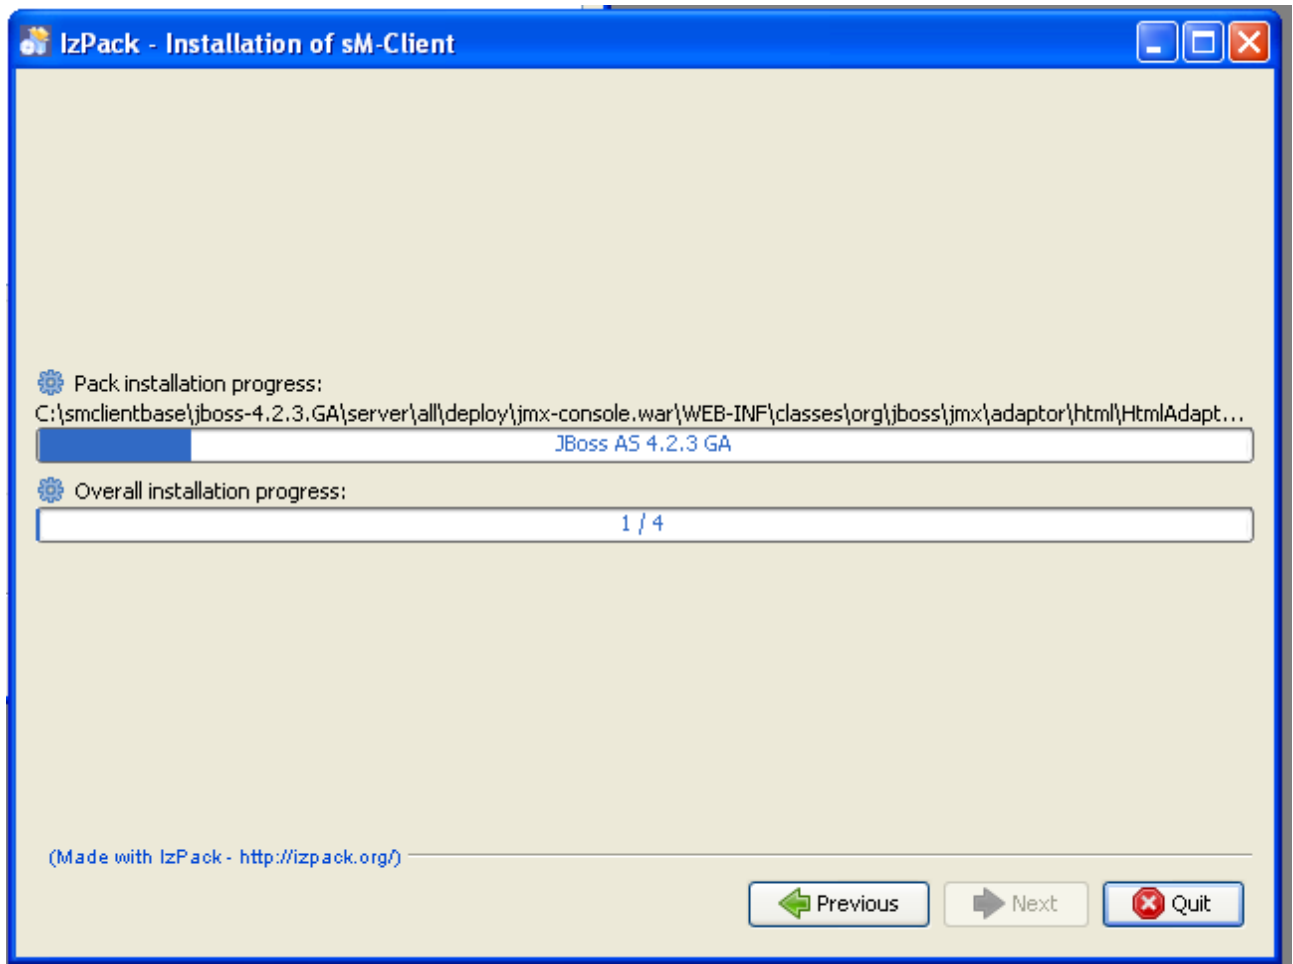 IzPack - Installation of sM-Client
Pack installation progress:
C:\smclientbase\jboss-4.2.3.GA\server\all\deploy\jmx-console.war\WEB-INF\classes\org\jboss\jmx\adaptor\html\HtmlAdapt...
JBoss AS 4.2.3 GA
Overall installation progress:
1 / 4
(Made with IzPack - http://izpack.org/)
Previous Next Quit